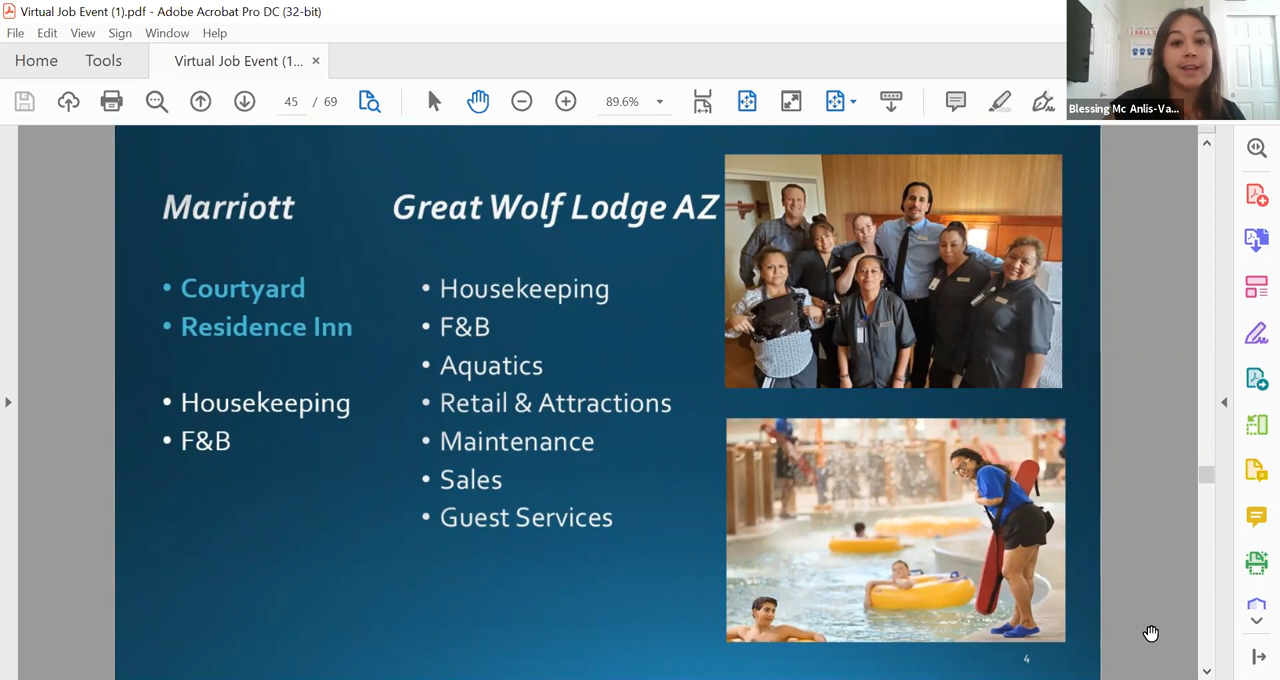 Virtual Job Event (1).pdf - Adobe Acrobat Pro DC (32-bit)
File Edit View Sign Window Help
Home Tools Virtual Job Event (1... ×
45 / 69 89.6%
Blessing Mc Anlis-Va...
Marriott
• Courtyard
• Residence Inn
• Housekeeping
• F&B
Great Wolf Lodge AZ
• Housekeeping
• F&B
• Aquatics
• Retail & Attractions
• Maintenance
• Sales
• Guest Services
4